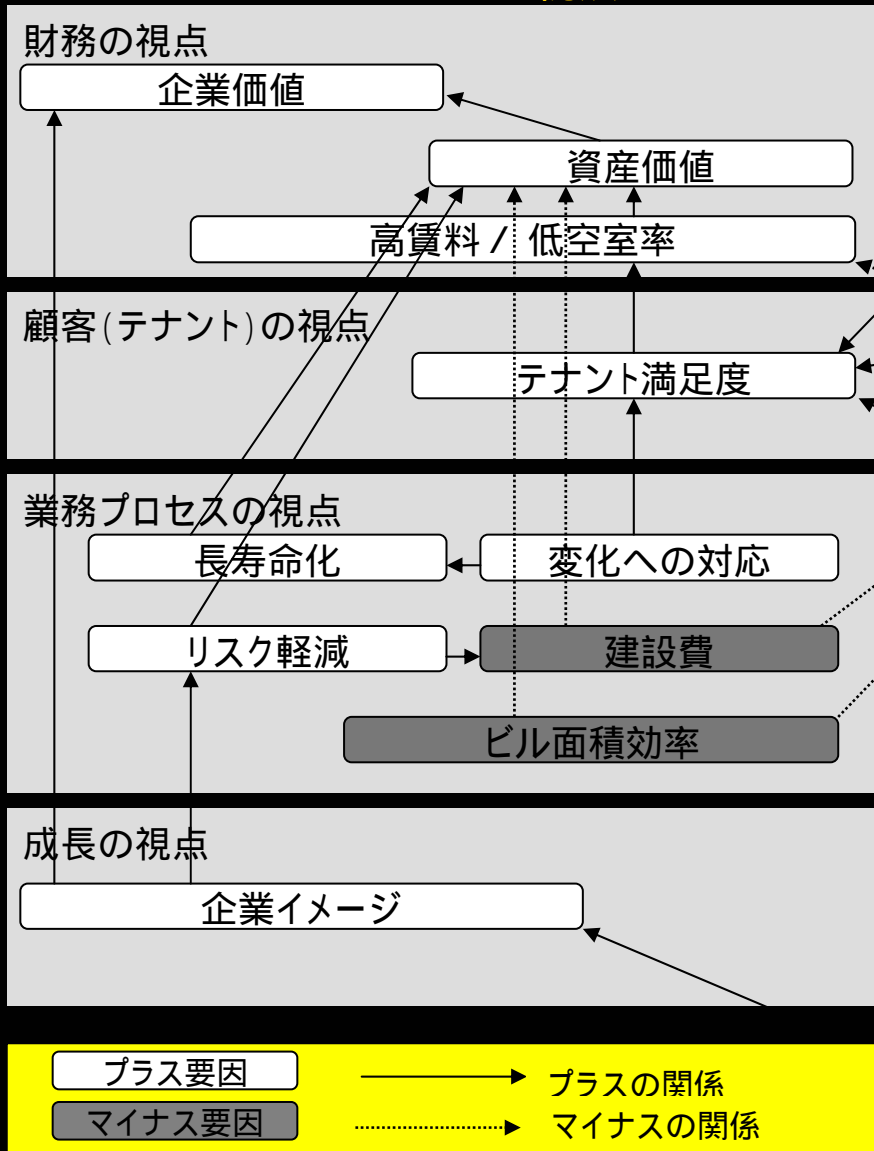 財務の視点
企業価値
資産価値
高賃料 / 低空室率
顧客(テナント)の視点
テナント満足度
業務プロセスの視点
長寿命化
変化への対応
リスク軽減
建設費
ビル面積効率
成長の視点
企業イメージ
プラス要因
プラスの関係
マイナス要因
マイナスの関係